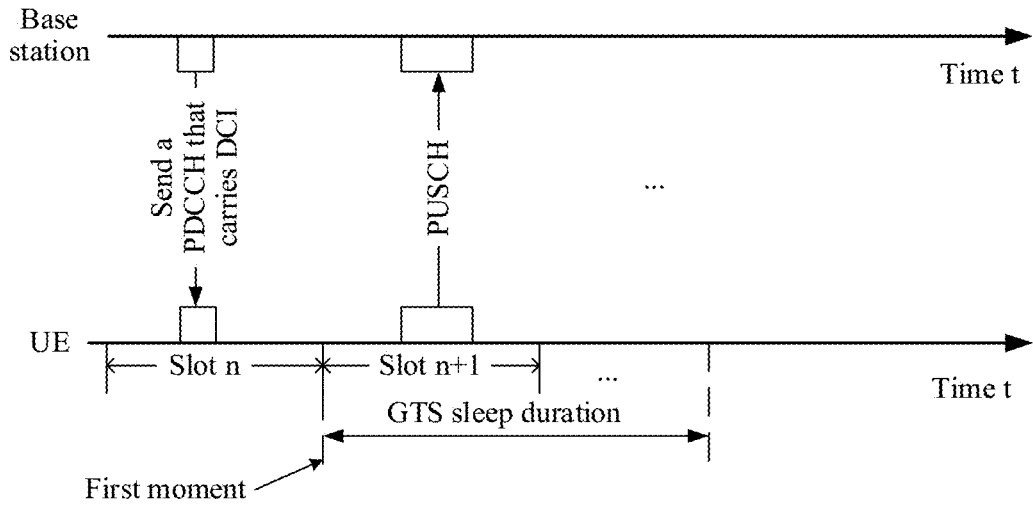 Base
station
Time t
Send a
PDCCH that
carries DCI
PUSCH
...
UE
Slot n
Slot n+1
...
Time t
GTS sleep duration
First moment